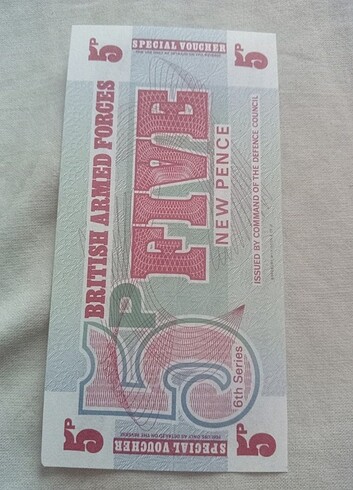 5P
SPECIAL VOUCHER
5P
BRITISH ARMED FORCES
5P
FIVE
NEW PENCE
ISSUED BY COMMAND OF THE DEFENCE COUNCIL
6th Series
5P
SPECIAL VOUCHER
5P